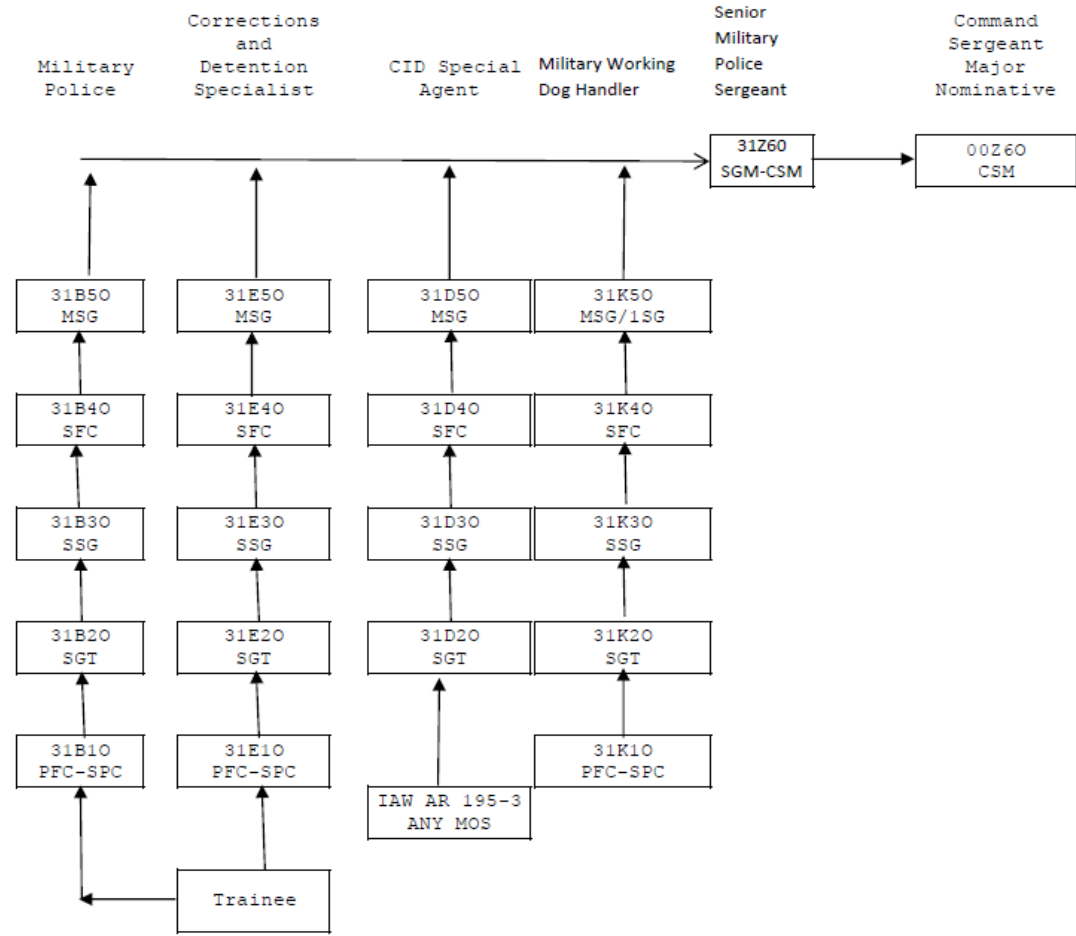 Military
Police
Corrections
and
Detention
Specialist
CID Special
Agent
Military Working
Dog Handler
Senior
Military
Police
Sergeant
Command
Sergeant
Major
Nominative
31Z60
SGM-CSM
00Z6O
CSM
31B5O
MSG
31E5O
MSG
31D5O
MSG
31K5O
MSG/1SG
31B4O
SFC
31E4O
SFC
31D4O
SFC
31K4O
SFC
31B3O
SSG
31E3O
SSG
31D3O
SSG
31K3O
SSG
31B2O
SGT
31E2O
SGT
31D2O
SGT
31K2O
SGT
31B1O
PFC-SPC
31E1O
PFC-SPC
31K1O
PFC-SPC
IAW AR 195-3
ANY MOS
Trainee